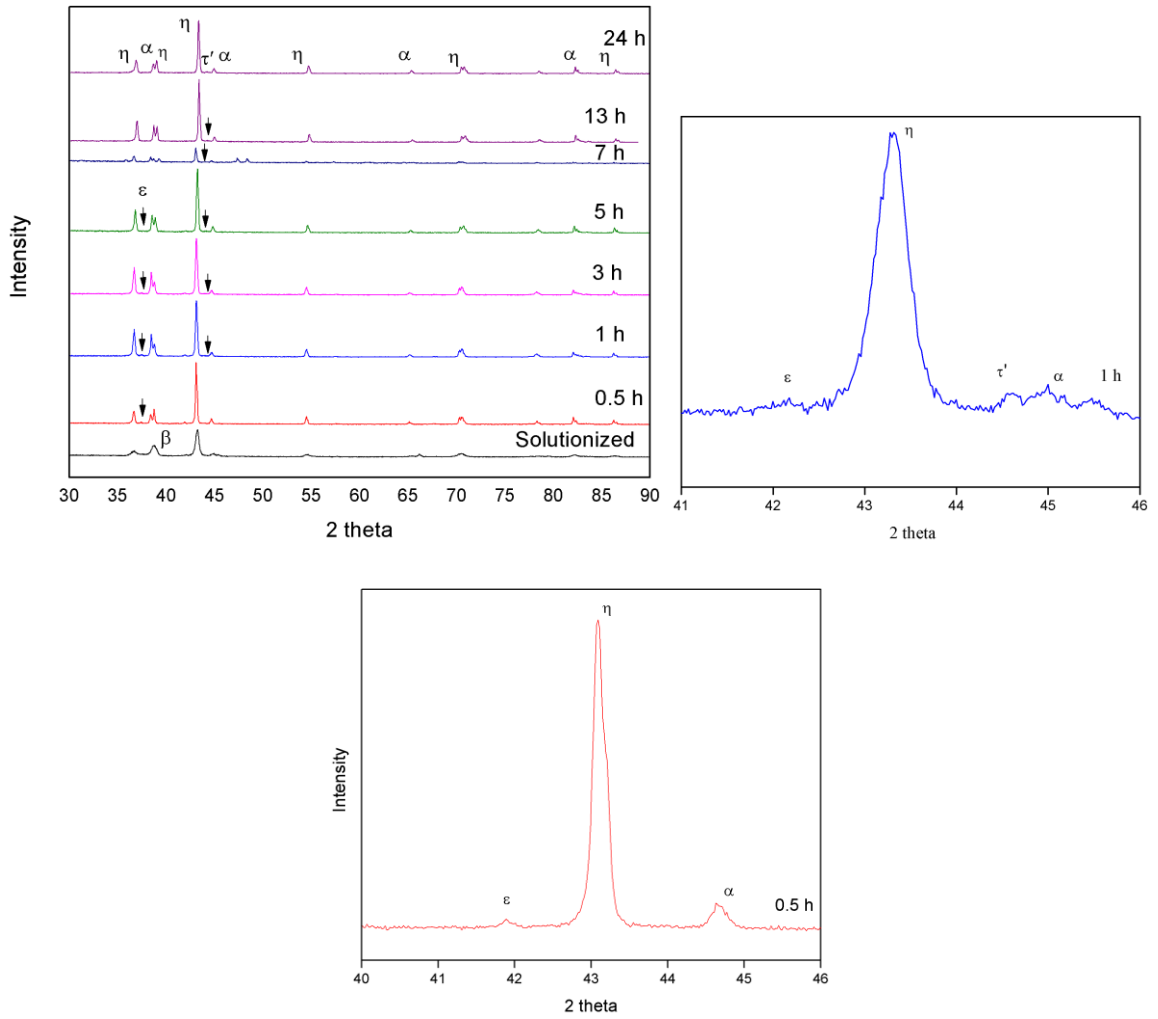 η
24 h
η α η τ′ α η α η α η
13 h
7 h
ε
5 h
3 h
1 h
0.5 h
β
Solutionized
Intensity
30 35 40 45 50 55 60 65 70 75 80 85 90
2 theta
η
ε
τ'
α
1 h
41 42 43 44 45 46
2 theta
η
ε
α
0.5 h
Intensity
40 41 42 43 44 45 46
2 theta